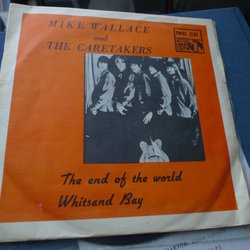 MIKE WALLACE
and
THE CARETAKERS
The end of the world
Whitsand Bay